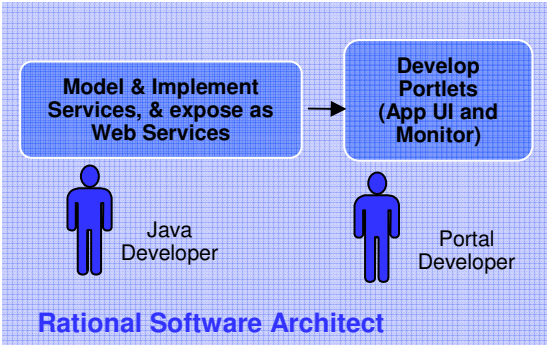 Model & Implement
Services, & expose as
Web Services
Develop
Portlets
(App UI and
Monitor)
Java
Developer
Portal
Developer
Rational Software Architect